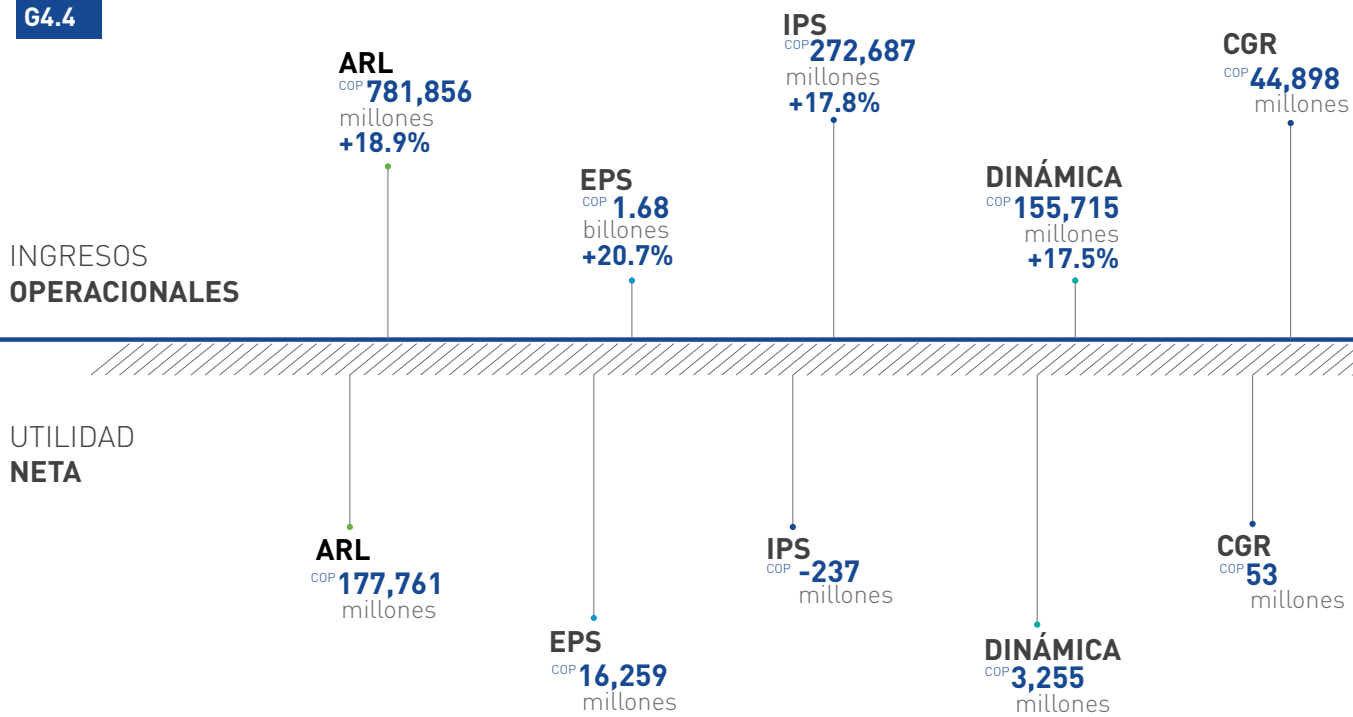 G4.4
INGRESOS
OPERACIONALES
ARL
COP 781,856
millones
+18.9%
EPS
COP 1.68
billones
+20.7%
IPS
COP 272,687
millones
+17.8%
DINÁMICA
COP 155,715
millones
+17.5%
CGR
COP 44,898
millones
UTILIDAD
NETA
ARL
COP 177,761
millones
EPS
COP 16,259
millones
IPS
COP -237
millones
DINÁMICA
COP 3,255
millones
CGR
COP 53
millones